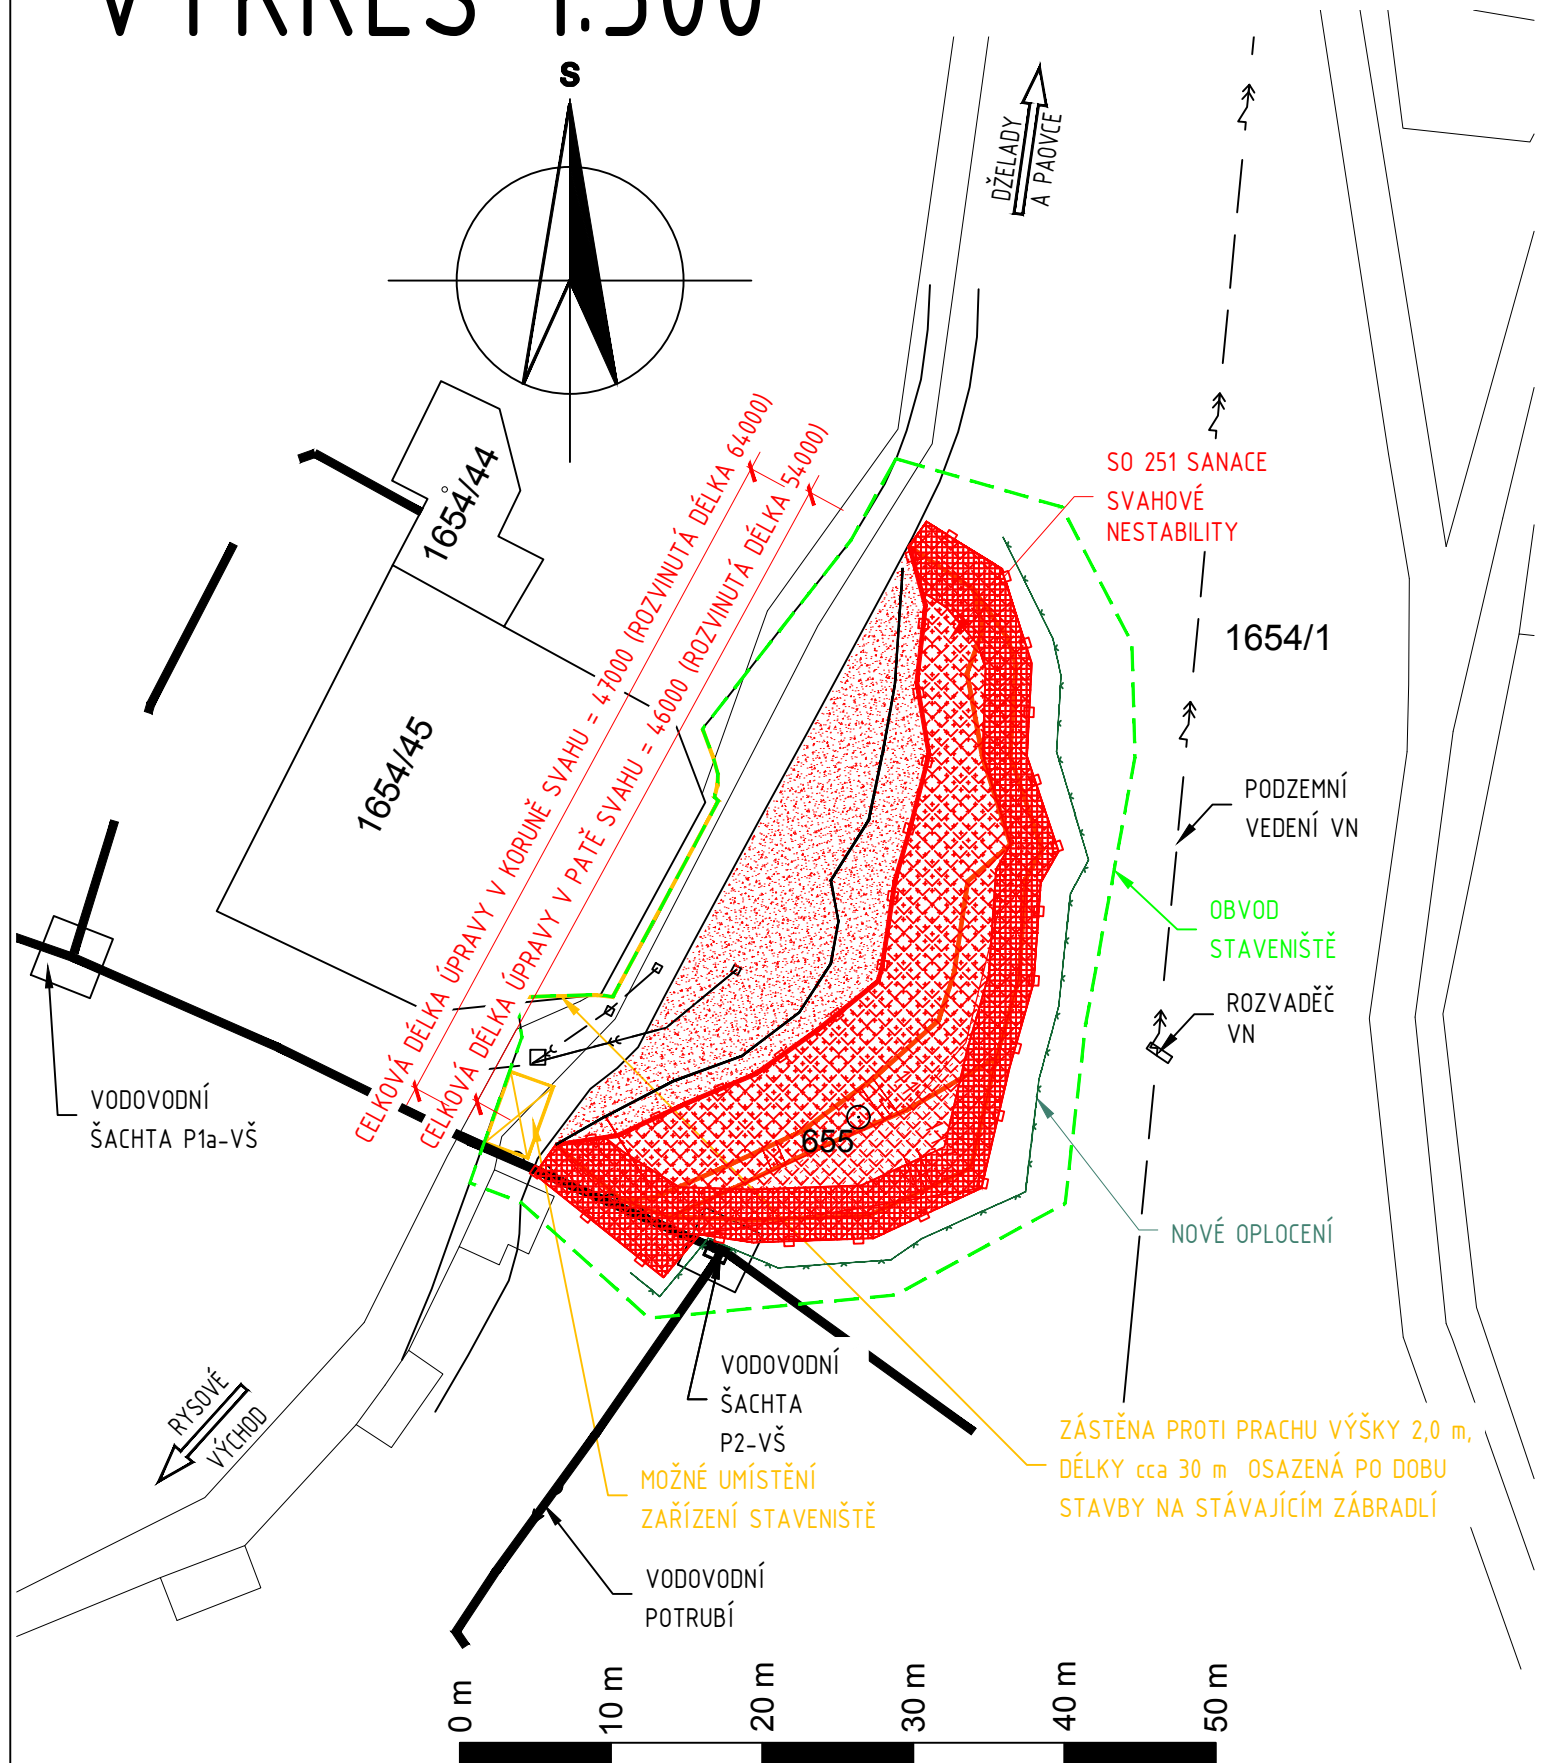 VÝKRES 1:500
S
DŽELADY
A PAOVCE
CELKOVÁ DÉLKA ÚPRAVY V KORUNĚ SVAHU = 47000 (ROZVINUTÁ DÉLKA 64000)
CELKOVÁ DÉLKA ÚPRAVY V PATĚ SVAHU = 46000 (ROZVINUTÁ DÉLKA 54000)
1654/44
1654/45
SO 251 SANACE
SVAHOVÉ
NESTABILITY
1654/1
PODZEMNÍ
VEDENÍ VN
OBVOD
STAVENIŠTĚ
ROZVADĚČ
VN
VODOVODNÍ
ŠACHTA P1a-VŠ
655
NOVÉ OPLOCENÍ
RYSOVÉ
VÝCHOD
VODOVODNÍ
ŠACHTA
P2-VŠ
MOŽNÉ UMÍSTĚNÍ
ZAŘÍZENÍ STAVENIŠTĚ
ZÁSTĚNA PROTI PRACHU VÝŠKY 2,0 m,
DÉLKY cca 30 m OSAZENÁ PO DOBU
STAVBY NA STÁVAJÍCÍM ZÁBRADLÍ
VODOVODNÍ
POTRUBÍ
0 m
10 m
20 m
30 m
40 m
50 m